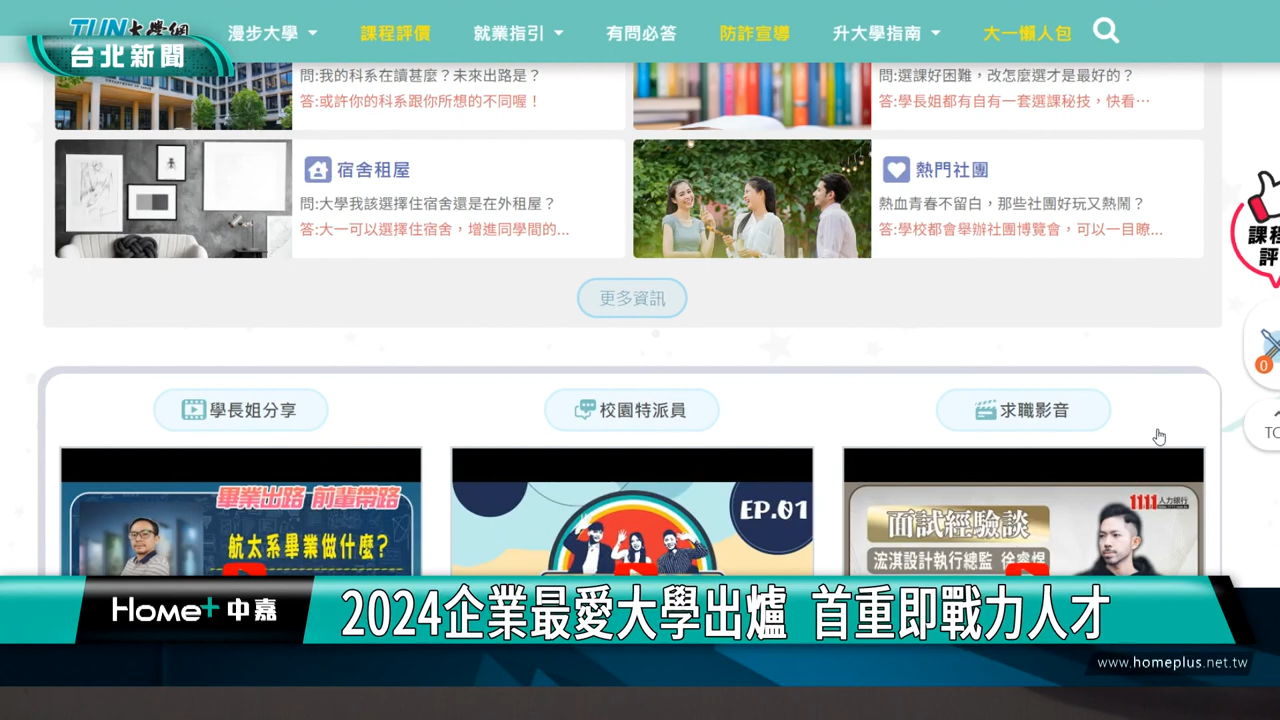 TUN大學網
台北新聞
漫步大學
課程評價
就業指引
有問必答
防詐宣導
升大學指南
大一懶人包
問:我的科系在讀甚麼？未來出路是？
答:或許你的科系跟你所想的不同喔！
問:選課好困難，改怎麼選才是最好的？
答:學長姐都有自有一套選課秘技，快看…
宿舍租屋
問:大學我該選擇住宿舍還是在外租屋？
答:大一可以選擇住宿舍，增進同學間的...
熱門社團
熱血青春不留白，那些社團好玩又熱鬧？
答:學校都會舉辦社團博覽會，可以一目瞭...
課程
評
更多資訊
0
學長姐分享
校園特派員
求職影音
畢業出路 前輩帶路
航太系畢業做什麼?
EP.01
1111人力銀行
面試經驗談
浤淇設計執行總監 徐睿焜
Home+中嘉
2024企業最愛大學出爐 首重即戰力人才
www.homeplus.net.tw